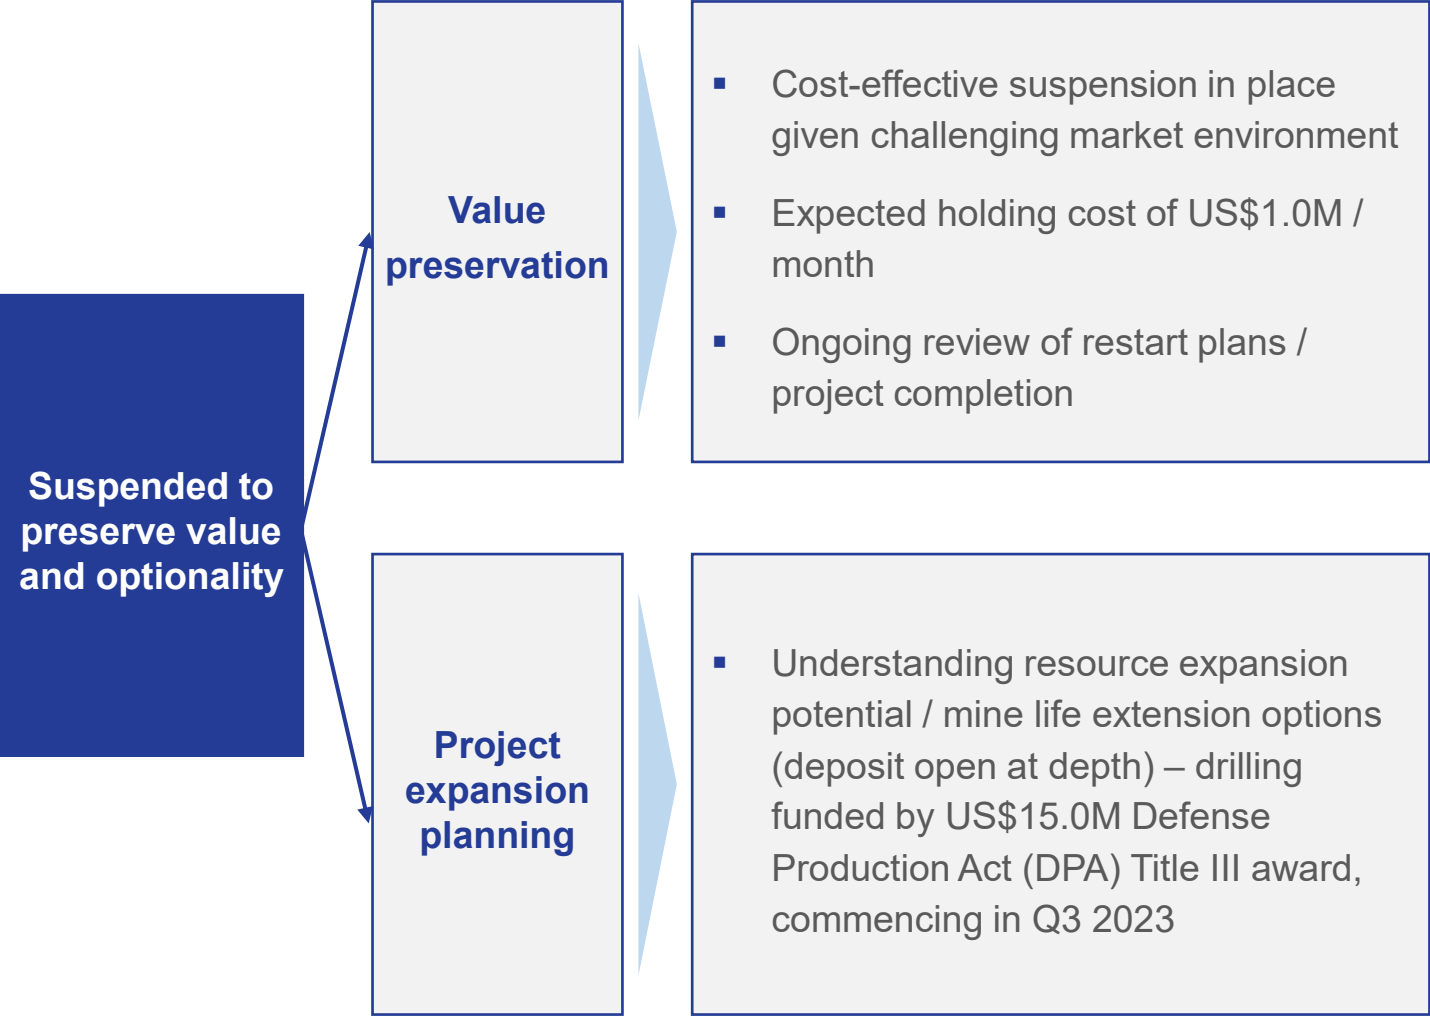 Suspended to
preserve value
and optionality
Value
preservation
▪ Cost-effective suspension in place
given challenging market environment
▪ Expected holding cost of US$1.0M /
month
▪ Ongoing review of restart plans /
project completion
Project
expansion
planning
▪ Understanding resource expansion
potential / mine life extension options
(deposit open at depth) – drilling
funded by US$15.0M Defense
Production Act (DPA) Title III award,
commencing in Q3 2023